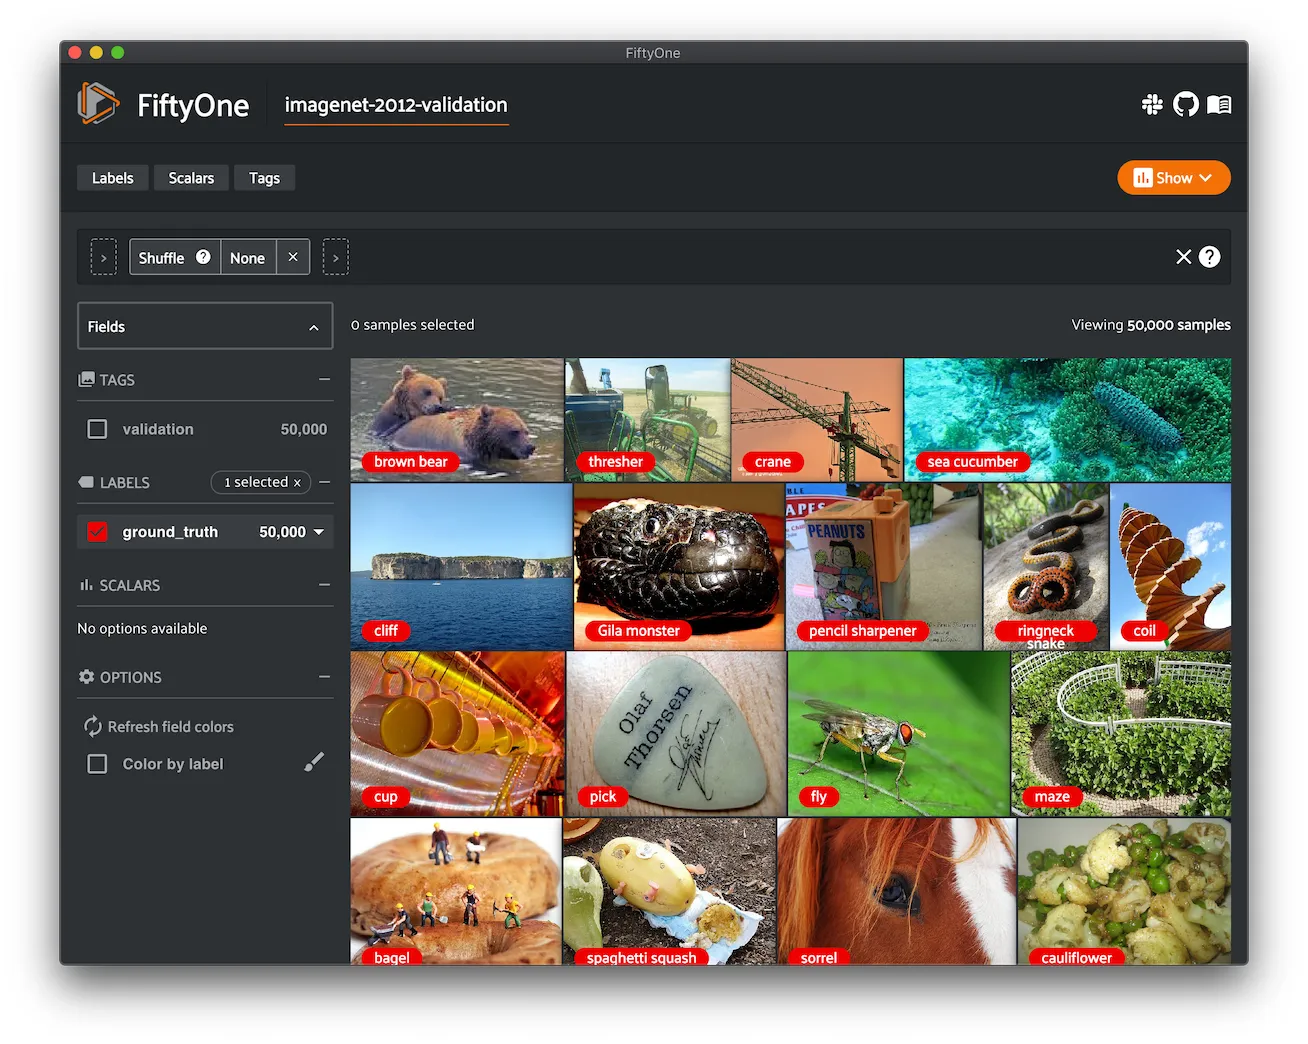 FiftyOne
FiftyOne
imagenet-2012-validation
Labels
Scalars
Tags
Show
Shuffle ? None ×
?
Fields
0 samples selected
Viewing 50,000 samples
TAGS
validation 50,000
LABELS 1 selected ×
ground_truth 50,000
SCALARS
No options available
OPTIONS
Refresh field colors
Color by label
brown bear
thresher
crane
sea cucumber
cliff
Gila monster
PEANUTS
pencil sharpener
ringneck
snake
coil
cup
Olaf
Thorsen
pick
fly
maze
bagel
spaghetti squash
sorrel
cauliflower